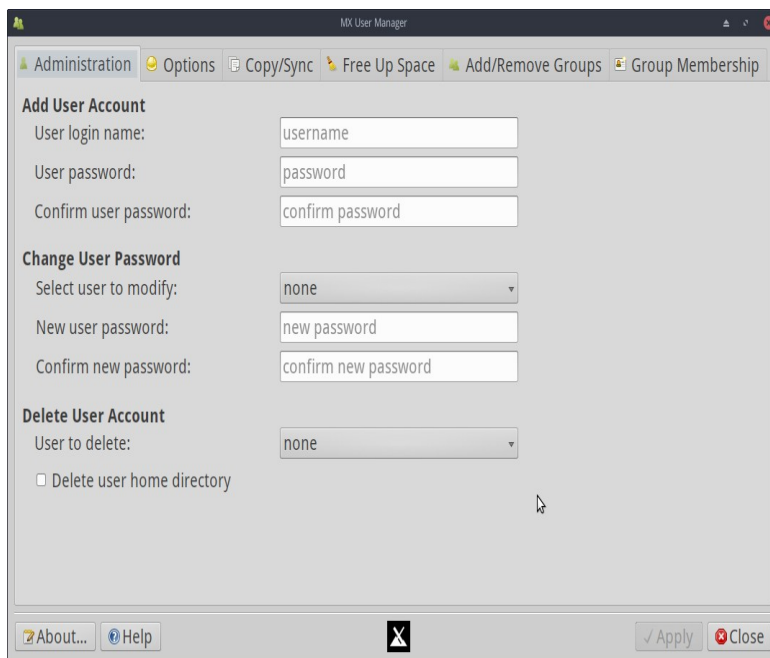 MX User Manager
Administration Options Copy/Sync Free Up Space Add/Remove Groups Group Membership
Add User Account
User login name: username
User password: password
Confirm user password: confirm password
Change User Password
Select user to modify: none
New user password: new password
Confirm new password: confirm new password
Delete User Account
User to delete: none
Delete user home directory
About... Help Apply Close